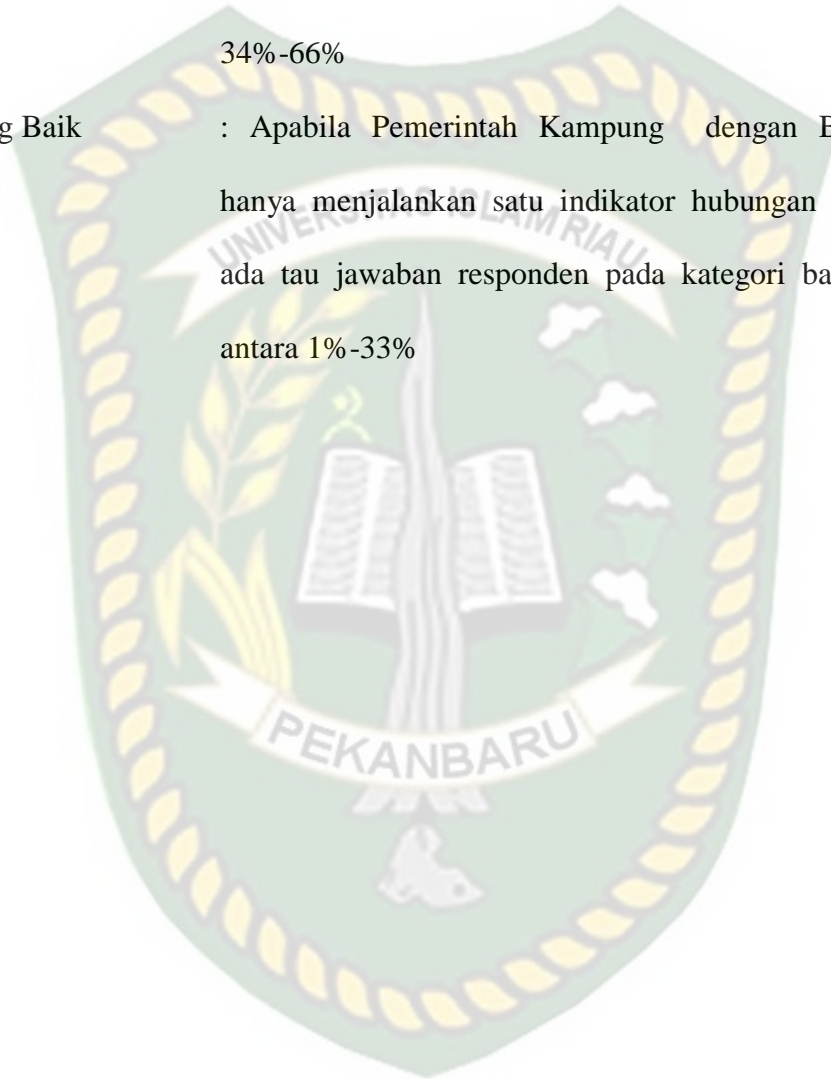 34%-66%
g Baik : Apabila Pemerintah Kampung dengan
hanya menjalankan satu indikator hubungan
ada tau jawaban responden pada kategori
antara 1%-33%
UNIVERSITAS ISLAM RIAU
PEKANBARU